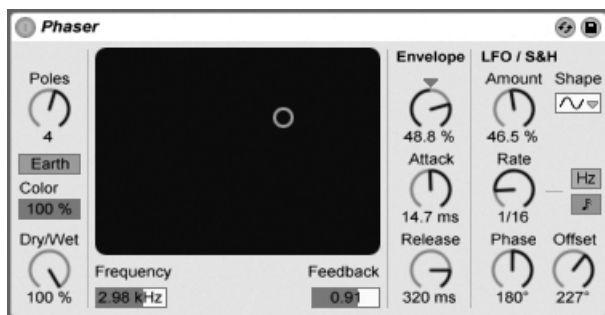 Phaser
Poles
4
Earth
Color
100 %
Dry/Wet
100 %
Frequency
2.98 kHz
Feedback
0.91
Envelope
48.8 %
Attack
14.7 ms
Release
320 ms
LFO / S&H
Amount
46.5 %
Shape
Rate
1/16
Hz
Phase
180°
Offset
227°